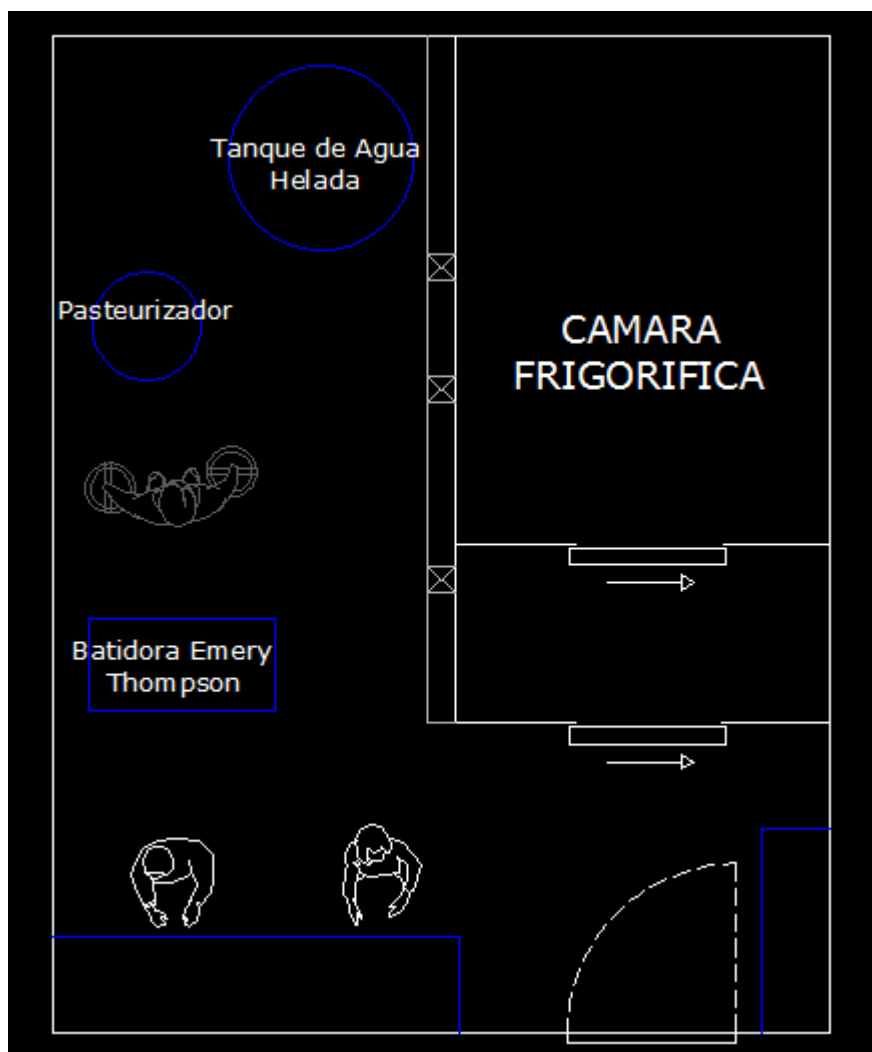 Tanque de Agua
Helada
Pasteurizador
CAMARA
FRIGORIFICA
Batidora Emery
Thompson